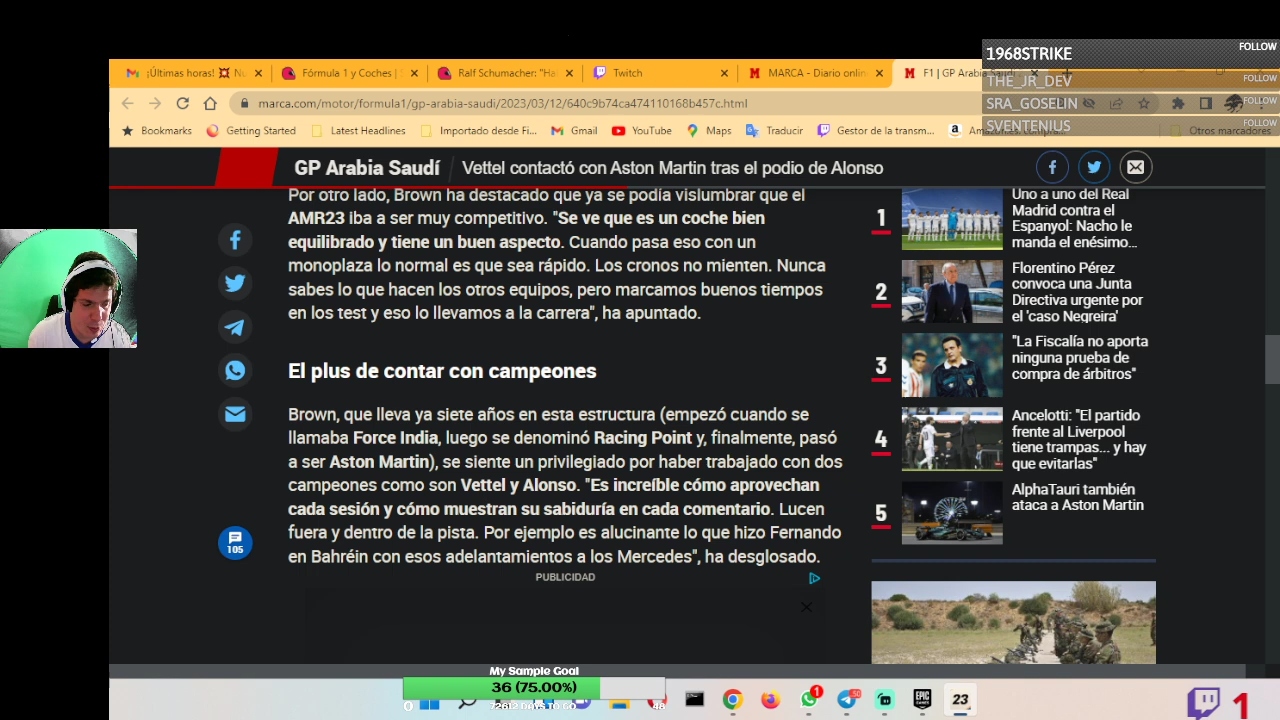 1968STRIKE
FOLLOW
THE_JR_DEV
FOLLOW
SRA_GOSELIN
FOLLOW
SVENTENIUS
FOLLOW
¡Últimas horas! 💥 Nu
Fórmula 1 y Coches | S
Ralf Schumacher: "Ha
Twitch
MARCA - Diario onlin
F1 | GP Arabia Saudí
marca.com/motor/formula1/gp-arabia-saudi/2023/03/12/640c9b74ca474110168b457c.html
Bookmarks
Getting Started
Latest Headlines
Importado desde Fi...
Gmail
YouTube
Maps
Traducir
Gestor de la transm...
Otros marcadores
GP Arabia Saudí
Vettel contactó con Aston Martin tras el podio de Alonso
Por otro lado, Brown ha destacado que ya se podía vislumbrar que el
AMR23 iba a ser muy competitivo. "Se ve que es un coche bien
equilibrado y tiene un buen aspecto. Cuando pasa eso con un
monoplaza lo normal es que sea rápido. Los cronos no mienten. Nunca
sabes lo que hacen los otros equipos, pero marcamos buenos tiempos
en los test y eso lo llevamos a la carrera", ha apuntado.
El plus de contar con campeones
Brown, que lleva ya siete años en esta estructura (empezó cuando se
llamaba Force India, luego se denominó Racing Point y, finalmente, pasó
a ser Aston Martin), se siente un privilegiado por haber trabajado con dos
campeones como son Vettel y Alonso. "Es increíble cómo aprovechan
cada sesión y cómo muestran su sabiduría en cada comentario. Lucen
fuera y dentro de la pista. Por ejemplo es alucinante lo que hizo Fernando
en Bahréin con esos adelantamientos a los Mercedes", ha desglosado.
PUBLICIDAD
105
1
Uno a uno del Real
Madrid contra el
Espanyol: Nacho le
manda el enésimo...
2
Florentino Pérez
convoca una Junta
Directiva urgente por
el 'caso Negreira'
3
"La Fiscalía no aporta
ninguna prueba de
compra de árbitros"
4
Ancelotti: "El partido
frente al Liverpool
tiene trampas... y hay
que evitarlas"
5
AlphaTauri también
ataca a Aston Martin
My Sample Goal
36 (75.00%)
0
72612 DAYS TO GO
48
1
50
EPIC
GAMES
23
1